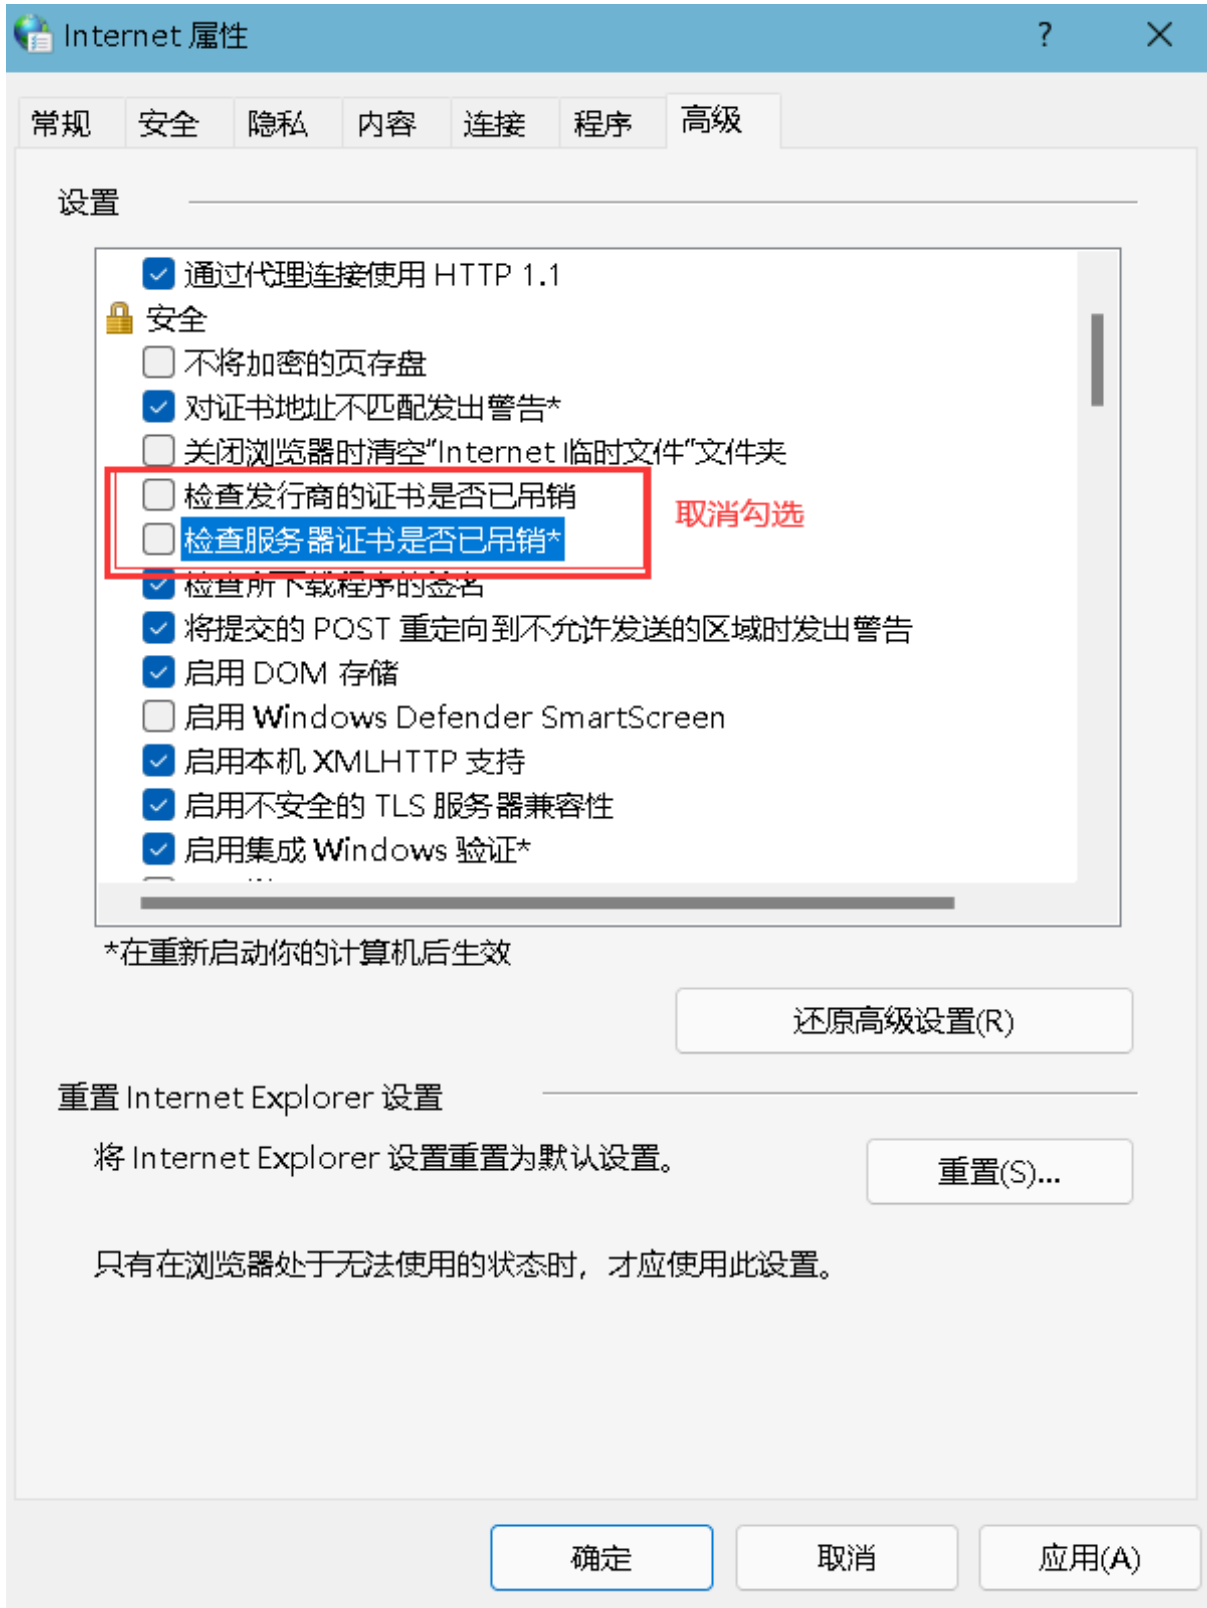 Internet 属性
?
常规 安全 隐私 内容 连接 程序 高级
设置
通过代理连接使用 HTTP 1.1
安全
不将加密的页存盘
对证书地址不匹配发出警告*
关闭浏览器时清空“Internet 临时文件”文件夹
检查发行商的证书是否已吊销
取消勾选
检查服务器证书是否已吊销*
检查所下载程序的签名
将提交的 POST 重定向到不允许发送的区域时发出警告
启用 DOM 存储
启用 Windows Defender SmartScreen
启用本机 XMLHTTP 支持
启用不安全的 TLS 服务器兼容性
启用集成 Windows 验证*
*在重新启动你的计算机后生效
还原高级设置(R)
重置 Internet Explorer 设置
将 Internet Explorer 设置重置为默认设置。
重置(S)...
只有在浏览器处于无法使用的状态时，才应使用此设置。
确定 取消 应用(A)